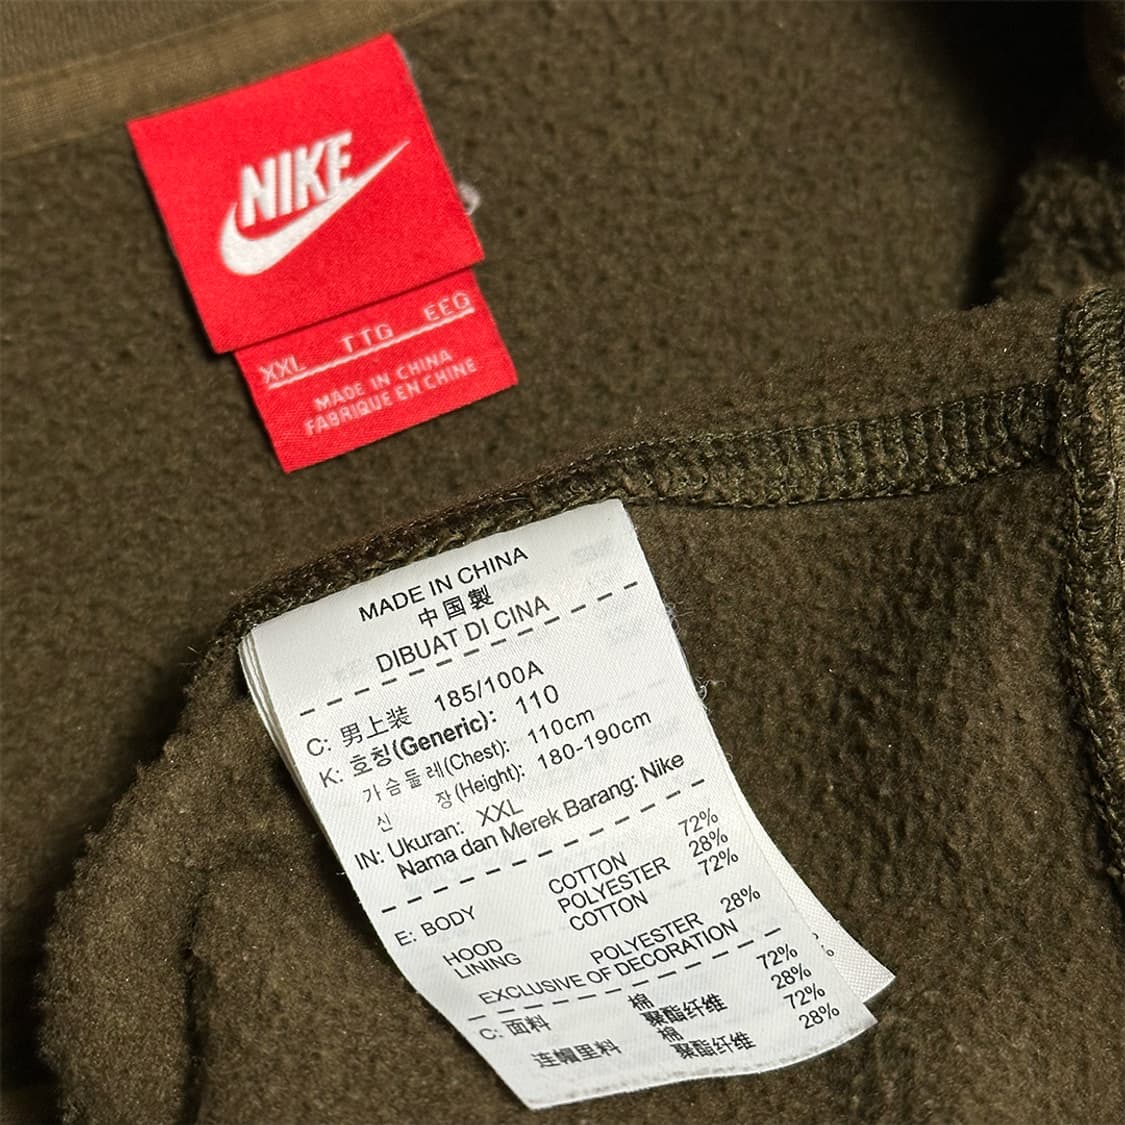 NIKE
XXL TTG EEG
MADE IN CHINA
FABRIQUE EN CHINE
MADE IN CHINA
中国製
DIBUAT DI CINA
C: 男上装 185/100A
K: 호칭(Generic): 110
가슴둘레(Chest): 110cm
신 장(Height): 180-190cm
IN: Ukuran: XXL
Nama dan Merek Barang: Nike
E: BODY COTTON 72%
POLYESTER 28%
HOOD COTTON 72%
LINING POLYESTER 28%
EXCLUSIVE OF DECORATION
C: 面料 棉 72%
聚酯纤维 28%
连帽里料 棉 72%
聚酯纤维 28%